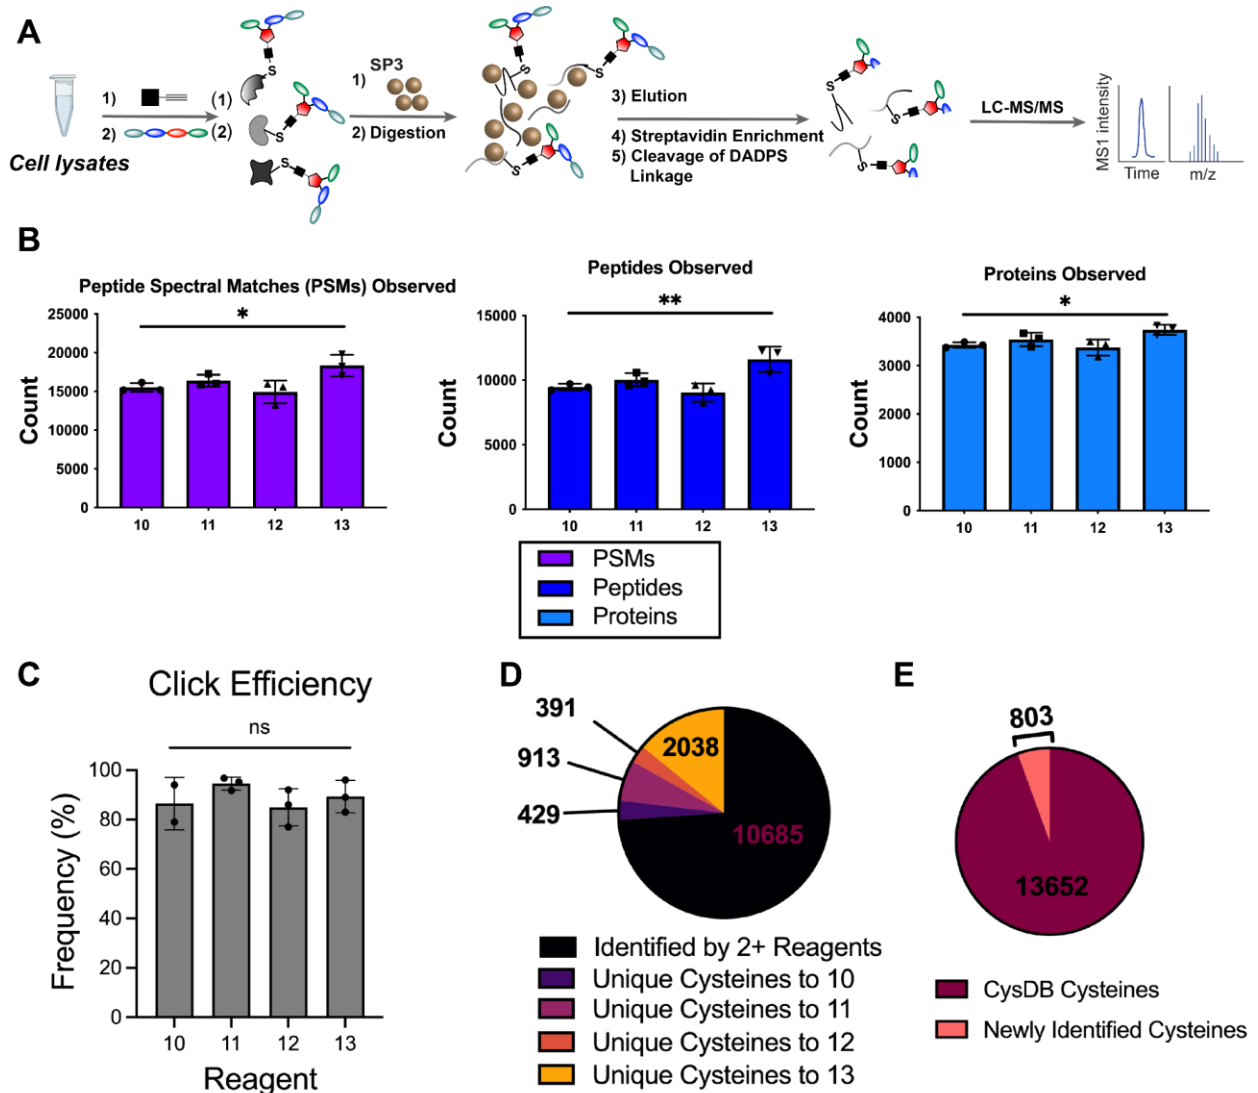 A
Cell lysates
1)
2)
(1)
(2)
S
S
S
SP3
1)
2) Digestion
S
S
S
3) Elution
4) Streptavidin Enrichment
5) Cleavage of DADPS
Linkage
S
S
S
LC-MS/MS
MS1 intensity
Time
m/z
B
Peptide Spectral Matches (PSMs) Observed
*
Count
25000
20000
15000
10000
5000
0
10 11 12 13
Peptides Observed
**
Count
15000
10000
5000
0
10 11 12 13
Proteins Observed
*
Count
4000
3000
2000
1000
0
10 11 12 13
PSMs
Peptides
Proteins
C
Click Efficiency
ns
Frequency (%)
100
80
60
40
20
0
10 11 12 13
Reagent
D
391
913
429
2038
10685
Identified by 2+ Reagents
Unique Cysteines to 10
Unique Cysteines to 11
Unique Cysteines to 12
Unique Cysteines to 13
E
803
13652
CysDB Cysteines
Newly Identified Cysteines